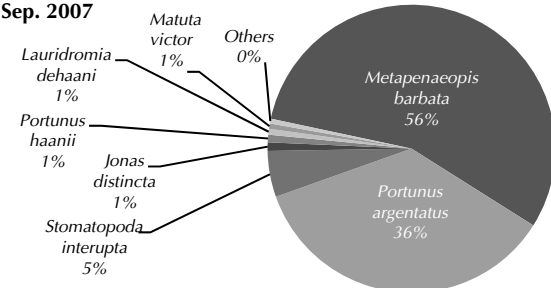 Sep. 2007
Matuta
victor
1%
Others
0%
Lauridromia
dehaani
1%
Metapenaeopis
barbata
56%
Portunus
haanii
1%
Jonas
distincta
1%
Portunus
argentatus
36%
Stomatopoda
interupta
5%